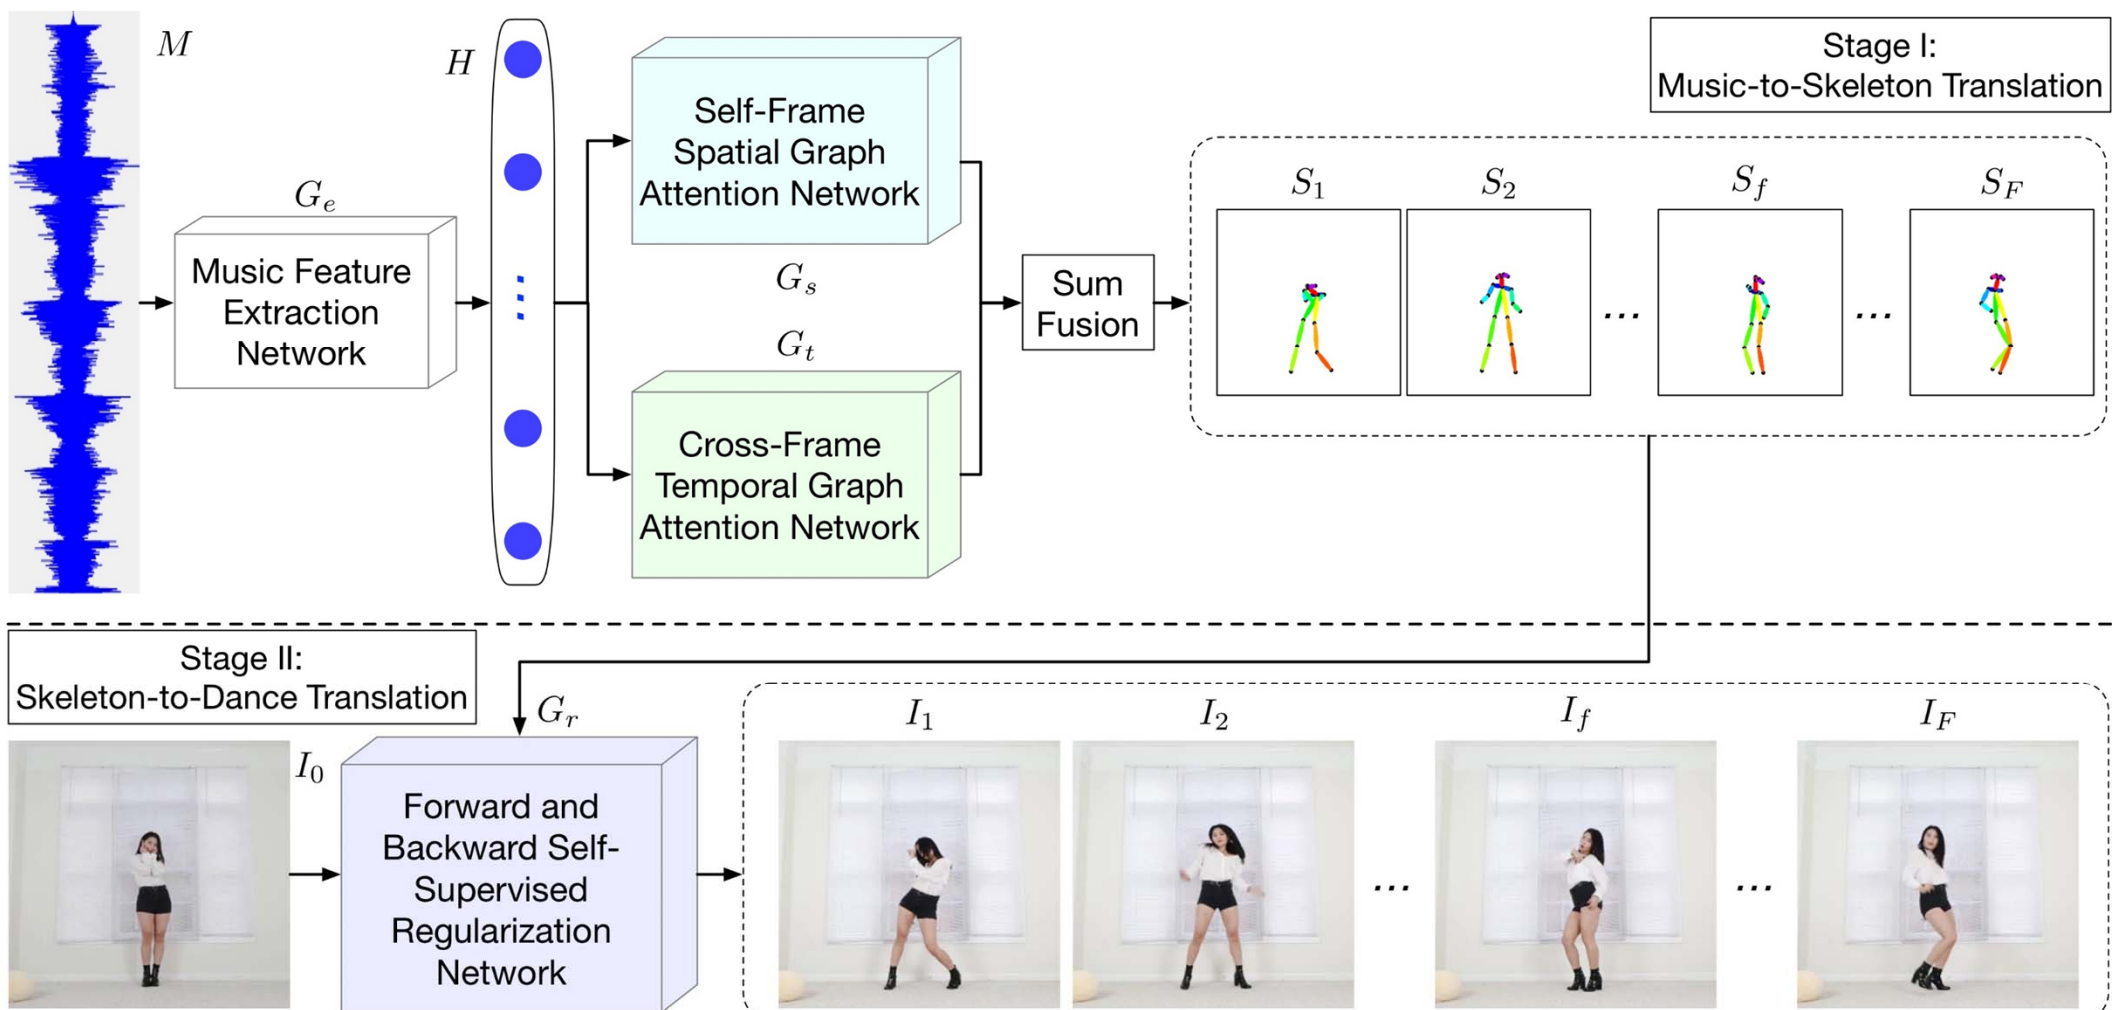 M
H
G_e
Music Feature
Extraction
Network
Self-Frame
Spatial Graph
Attention Network
G_s
G_t
Cross-Frame
Temporal Graph
Attention Network
Sum
Fusion
Stage I:
Music-to-Skeleton Translation
S_1 S_2 S_f S_F
... ...
Stage II:
Skeleton-to-Dance Translation
I_0
G_r
Forward and
Backward Self-
Supervised
Regularization
Network
I_1 I_2 I_f I_F
... ...